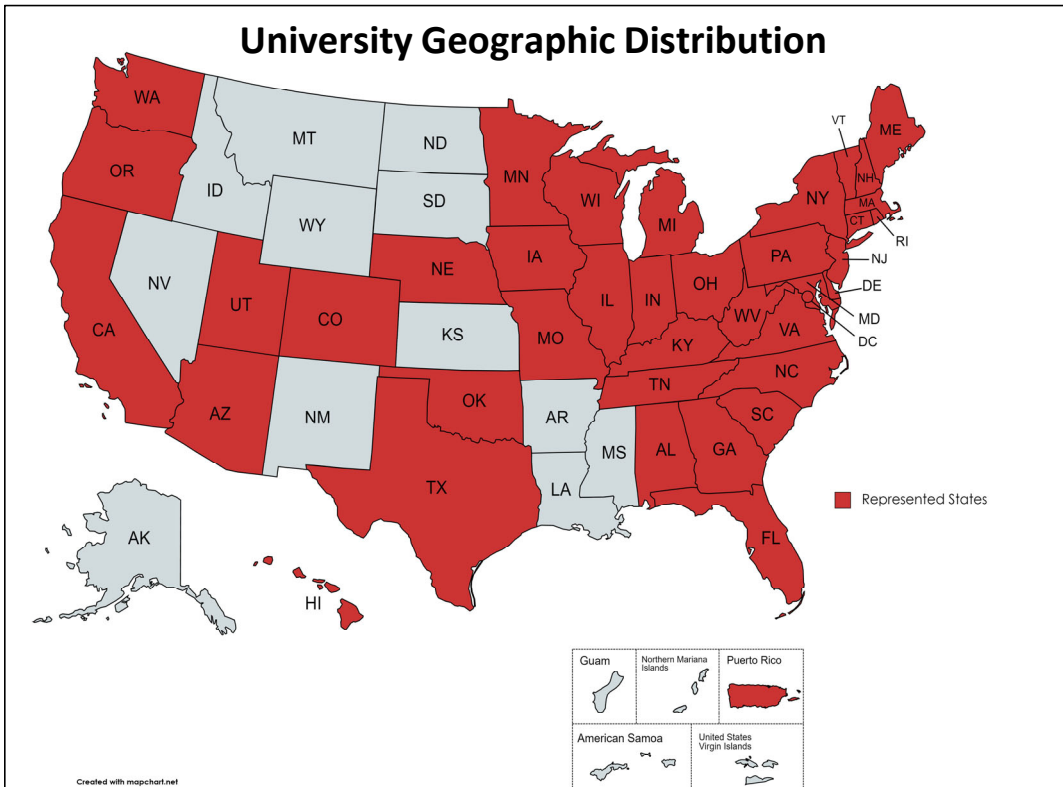 University Geographic Distribution
WA
MT
ND
MN
VT
ME
OR
ID
SD
WI
NH
NY
MA
WY
MI
CT
RI
NJ
PA
NE
IA
NV
OH
DE
UT
IL
IN
CO
WV
MD
CA
KS
MO
VA
DC
KY
NC
TN
OK
AZ
NM
AR
SC
MS
AL
GA
TX
LA
Represented States
AK
FL
HI
Guam
Northern Mariana
Islands
Puerto Rico
American Samoa
United States
Virgin Islands
Created with mapchart.net